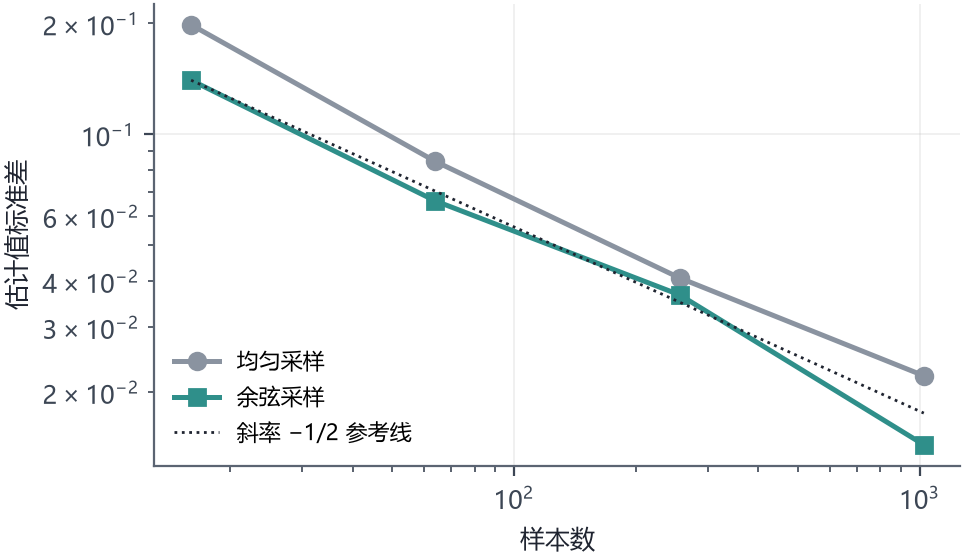 2 × 10⁻¹
10⁻¹
6 × 10⁻²
4 × 10⁻²
3 × 10⁻²
2 × 10⁻²
估计值标准差
均匀采样
余弦采样
斜率 −1/2 参考线
10²
10³
样本数